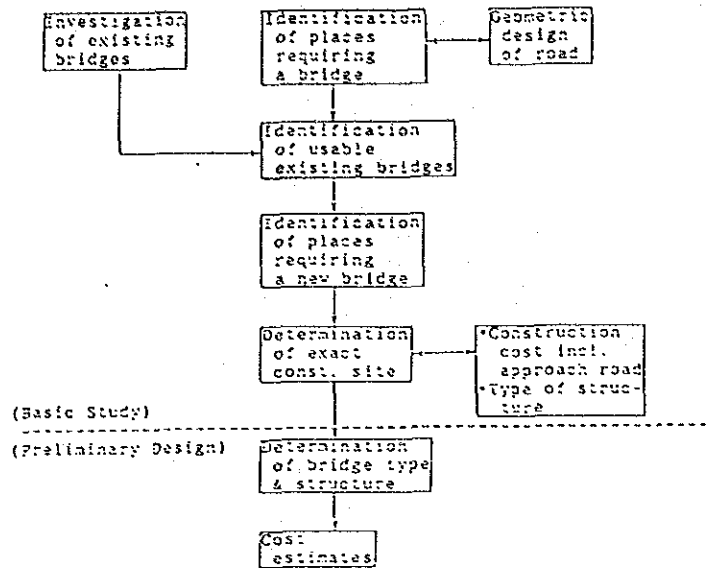 Investigation
of existing
bridges
Identification
of places
requiring
a bridge
Geometric
design
of road
Identification
of usable
existing bridges
Identification
of places
requiring
a new bridge
Determination
of exact
const. site
•Construction
cost incl.
approach road
•Type of struc-
ture
(Basic Study)
(Preliminary Design)
Determination
of bridge type
& structure
Cost
estimates